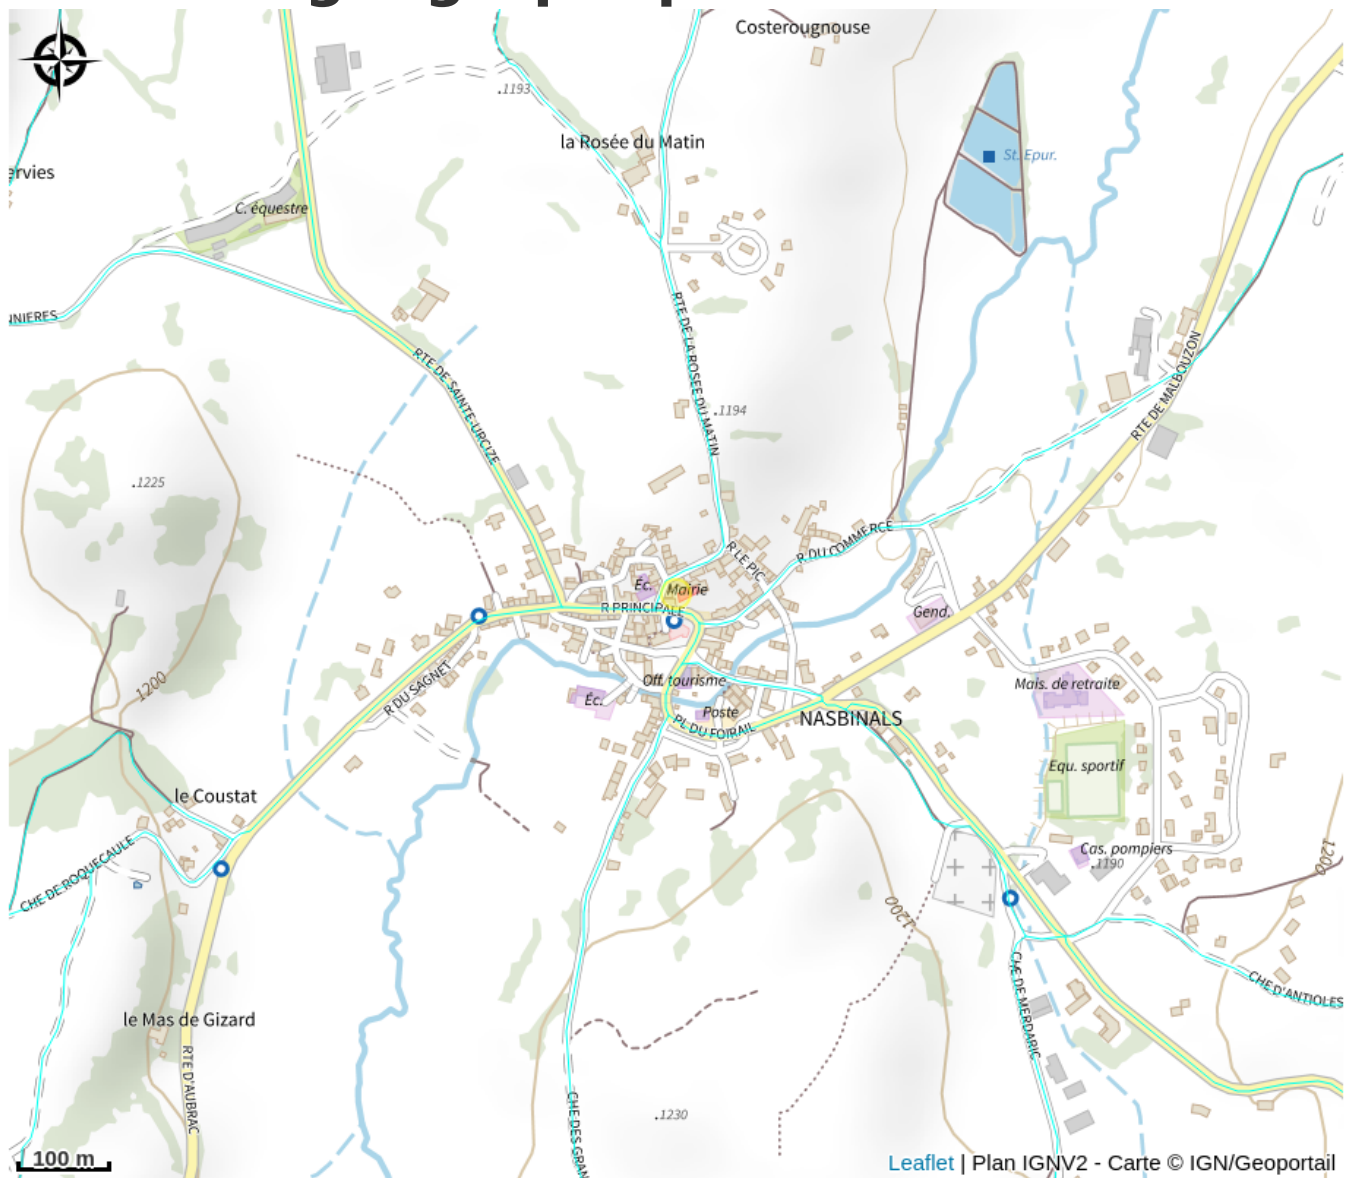 Costerougnouse
.1193
la Rosée du Matin
St. Epur.
ervies
C. équestre
NNIERES
RTE DE LA ROSEE DU MATIN
RTE DE SAINTE-URCIZE
RTE DE MALBOUZON
.1194
.1225
R DU COMMERCE
R LE PIC
Éc.
Mairie
R PRINCIPALE
Gend.
1200
R DU SAGNET
Off. tourisme
Mais. de retraite
Éc.
Poste
PL DU FOIRAIL
NASBINALS
Equ. sportif
le Coustat
CHE DE ROQUECAULE
Cas. pompiers
.1190
1200
1200
CHE D'ANTIOLES
CHE DE MERDARIC
le Mas de Gizard
RTE D'AUBRAC
CHE DES GRAN
.1230
100 m
Leaflet | Plan IGNV2 - Carte © IGN/Geoportail